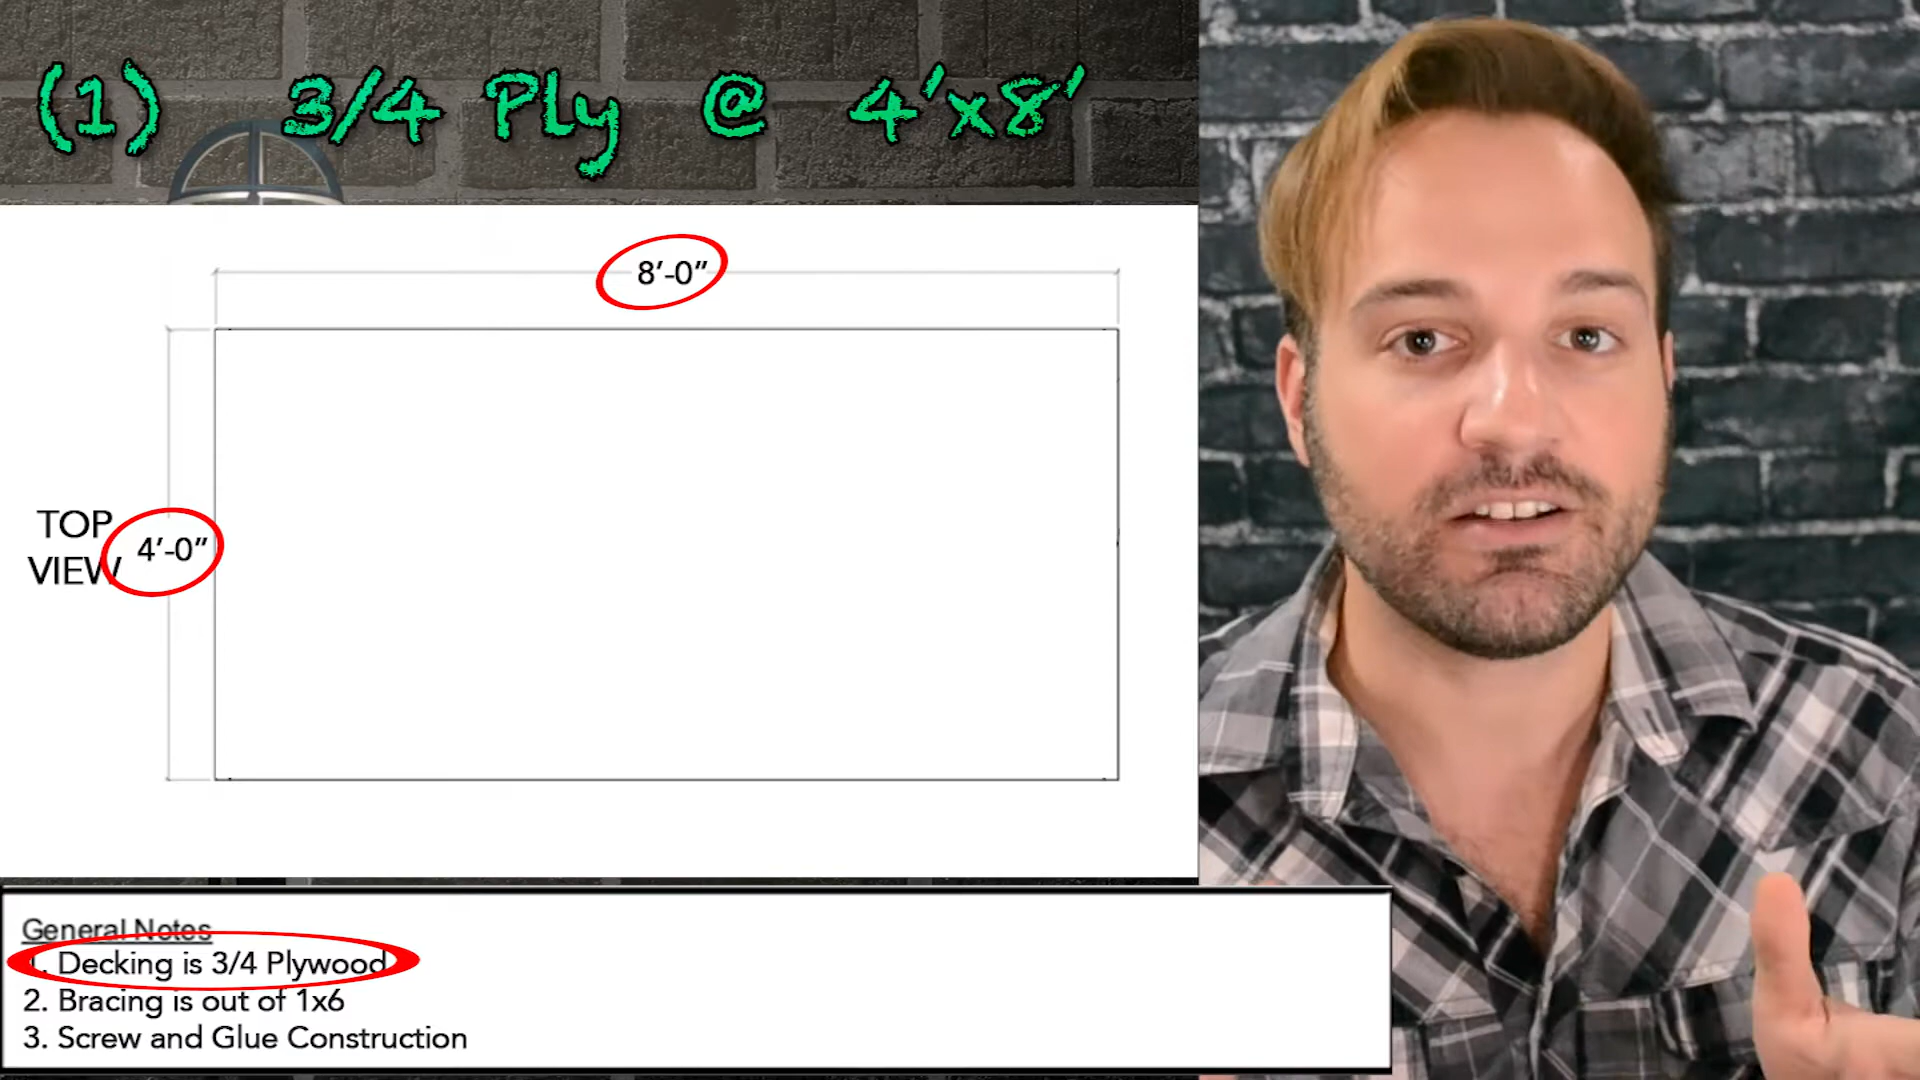 (1) 3/4 Ply @ 4'x8'
8'-0"
TOP
VIEW
4'-0"
General Notes
1. Decking is 3/4 Plywood
2. Bracing is out of 1x6
3. Screw and Glue Construction